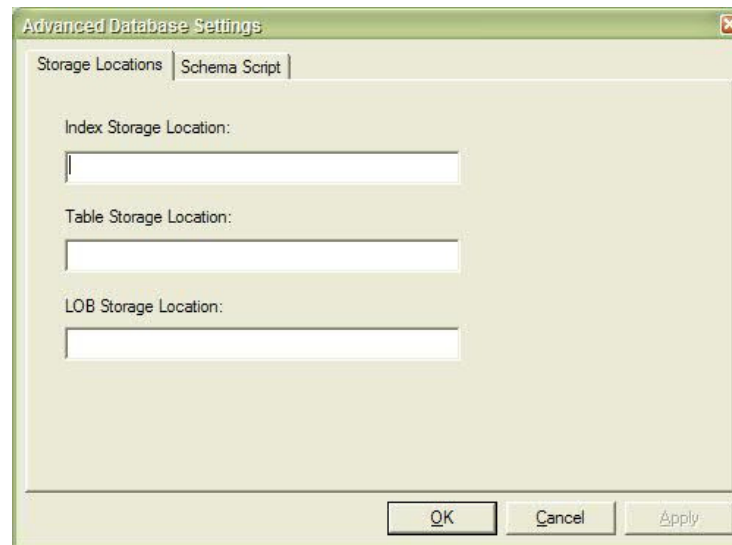 Advanced Database Settings
Storage Locations Schema Script
Index Storage Location:
Table Storage Location:
LOB Storage Location:
OK Cancel Apply